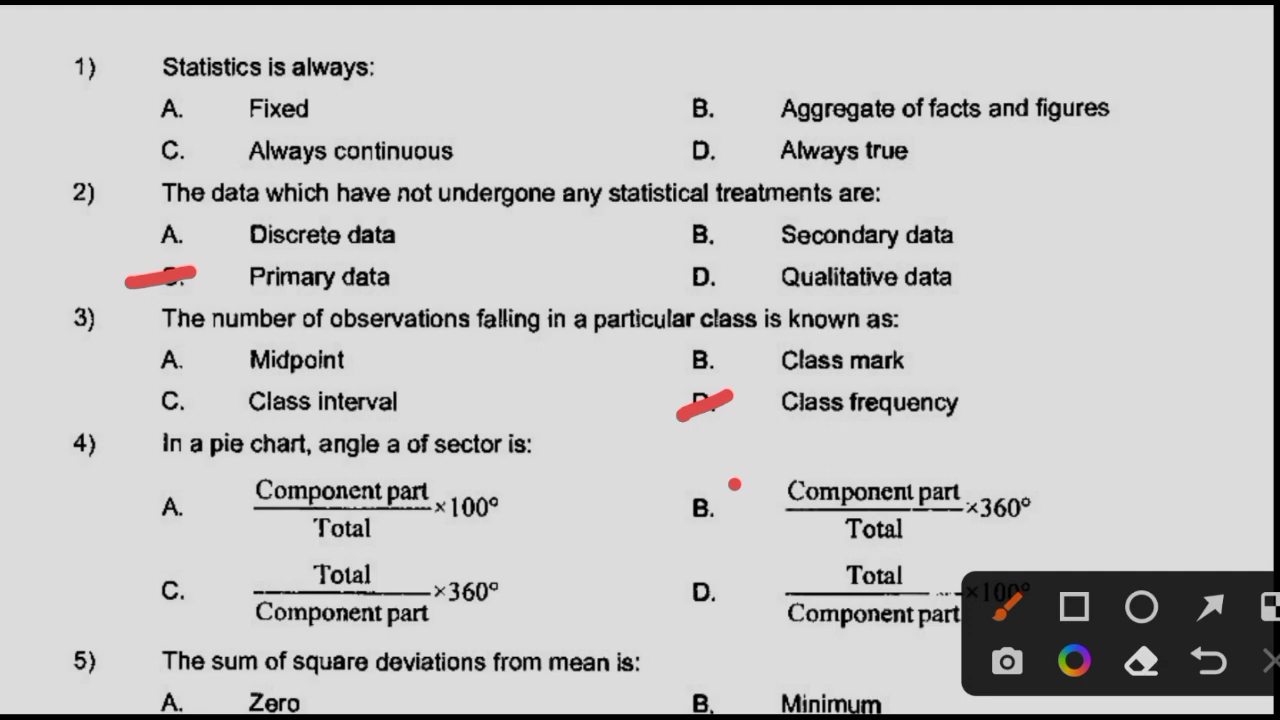 1) Statistics is always:
A. Fixed B. Aggregate of facts and figures
C. Always continuous D. Always true
2) The data which have not undergone any statistical treatments are:
A. Discrete data B. Secondary data
Primary data D. Qualitative data
3) The number of observations falling in a particular class is known as:
A. Midpoint B. Class mark
C. Class interval Class frequency
4) In a pie chart, angle a of sector is:
A. Component part / Total ×100° B. Component part / Total ×360°
C. Total / Component part ×360° D. Total / Component part ×100°
5) The sum of square deviations from mean is:
A. Zero B. Minimum